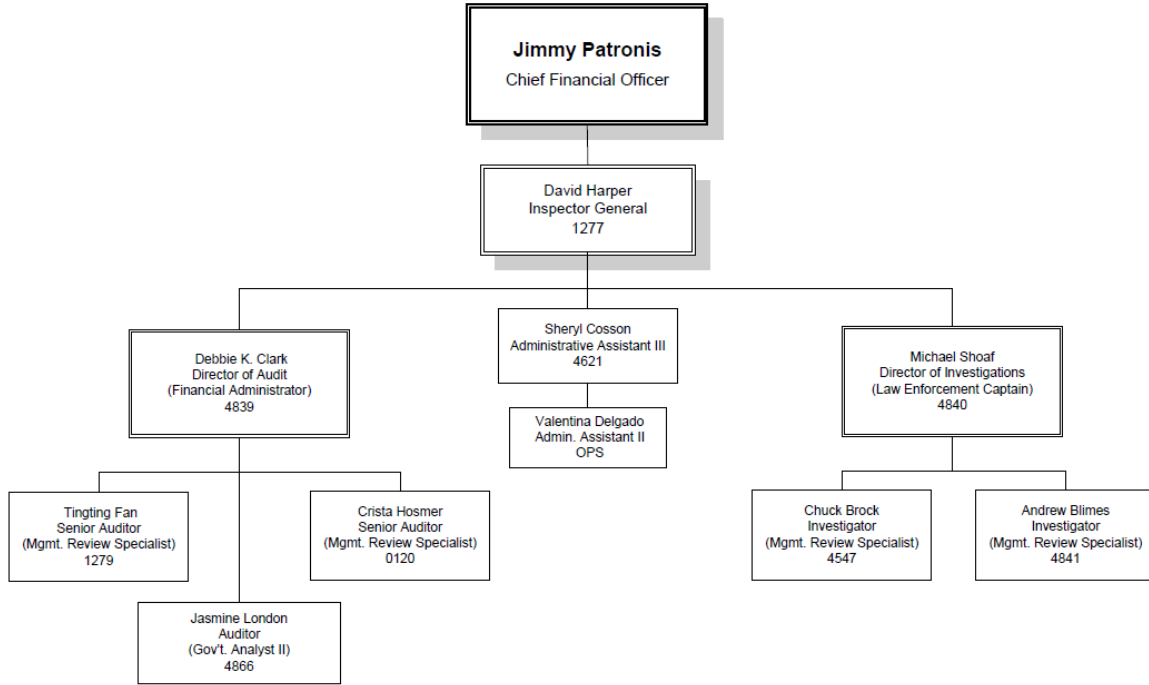 Jimmy Patronis
Chief Financial Officer
David Harper
Inspector General
1277
Debbie K. Clark
Director of Audit
(Financial Administrator)
4839
Sheryl Cosson
Administrative Assistant III
4621
Valentina Delgado
Admin. Assistant II
OPS
Michael Shoaf
Director of Investigations
(Law Enforcement Captain)
4840
Tingting Fan
Senior Auditor
(Mgmt. Review Specialist)
1279
Jasmine London
Auditor
(Gov't. Analyst II)
4866
Crista Hosmer
Senior Auditor
(Mgmt. Review Specialist)
0120
Chuck Brock
Investigator
(Mgmt. Review Specialist)
4547
Andrew Blimes
Investigator
(Mgmt. Review Specialist)
4841